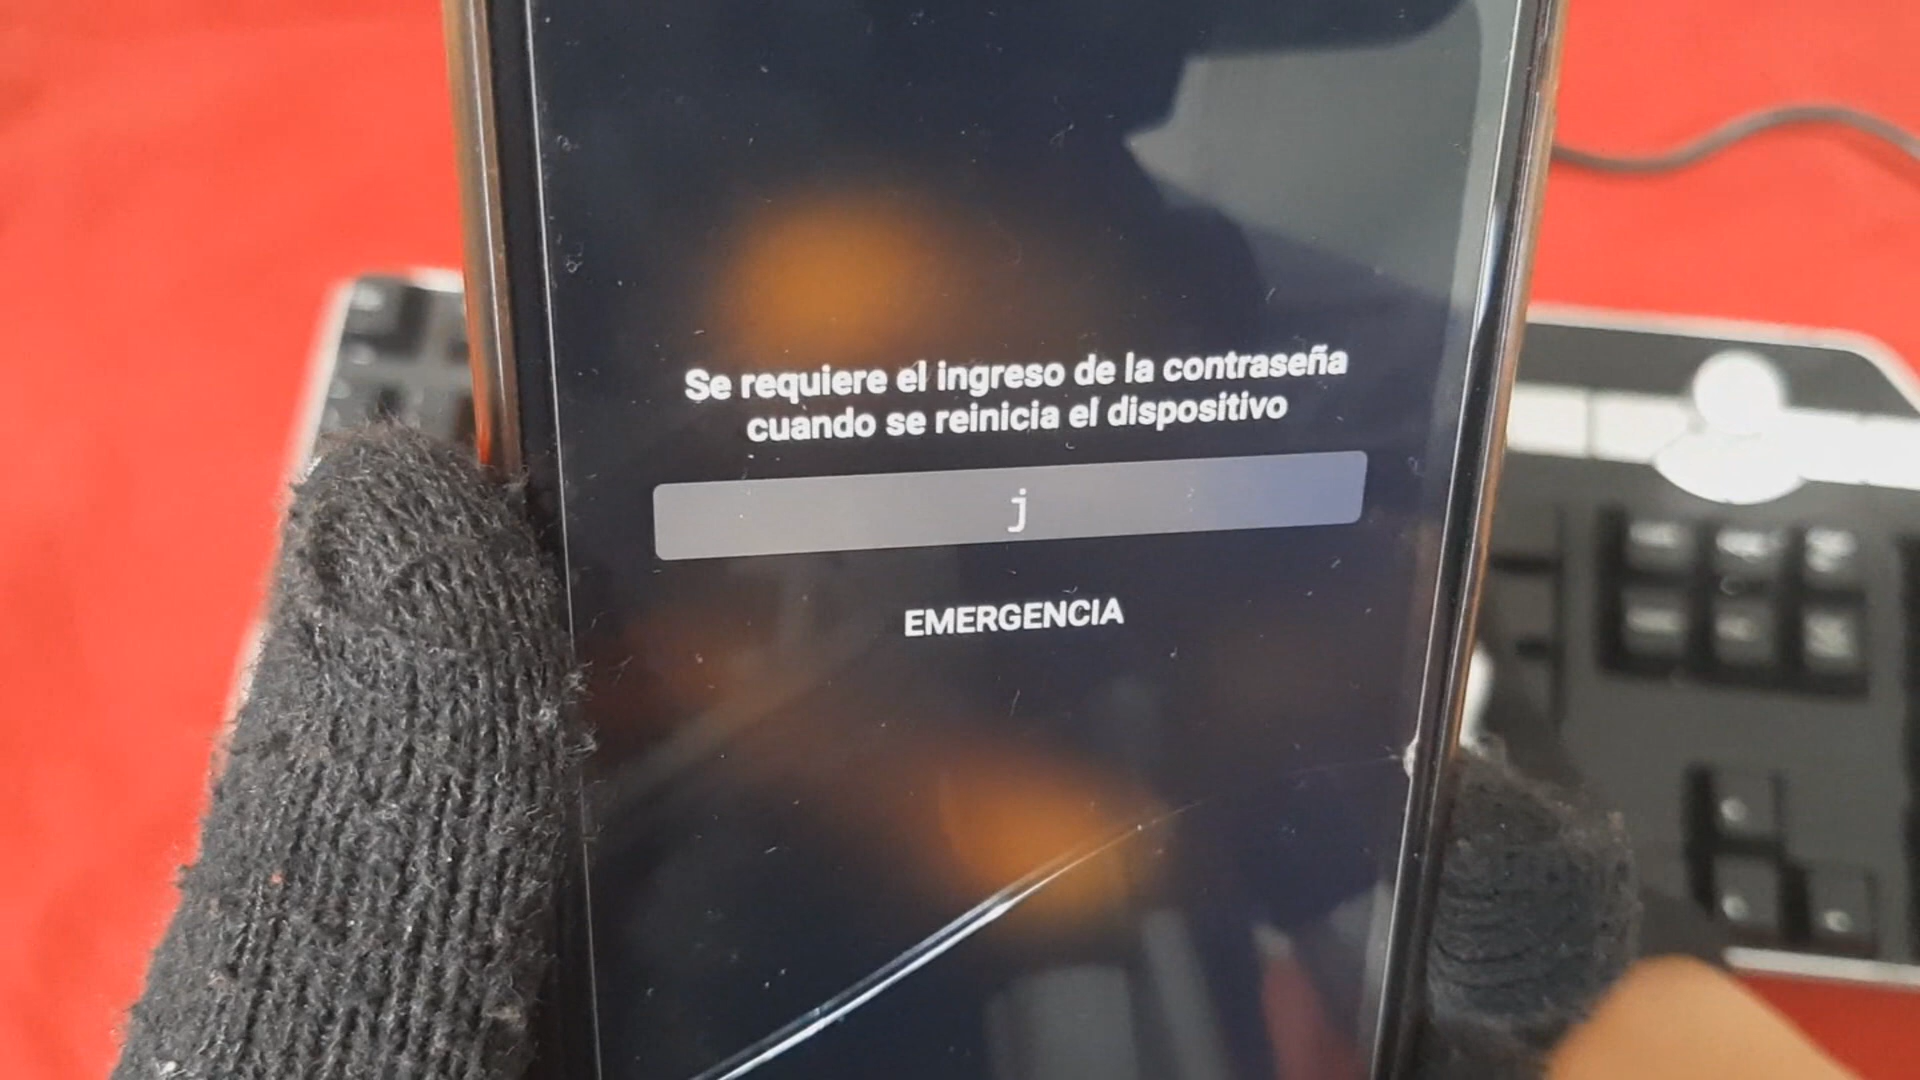 Se requiere el ingreso de la contraseña
cuando se reinicia el dispositivo
j
EMERGENCIA